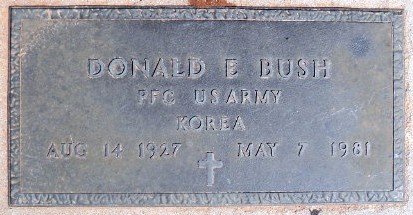 DONALD E BUSH
PFC US ARMY
KOREA
AUG 14 1927 MAY 7 1981